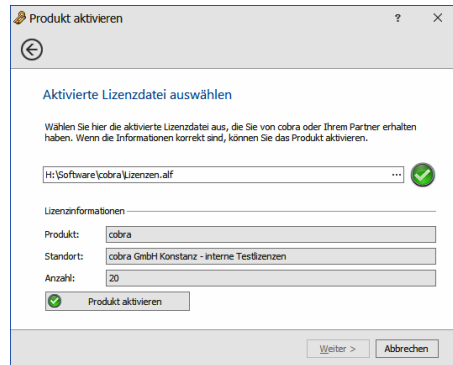 Produkt aktivieren ?
Aktivierte Lizenzdatei auswählen
Wählen Sie hier die aktivierte Lizenzdatei aus, die Sie von cobra oder Ihrem Partner erhalten
haben. Wenn die Informationen korrekt sind, können Sie das Produkt aktivieren.
H:\Software\cobra\Lizenzen.alf ...
Lizenzinformationen
Produkt: cobra
Standort: cobra GmbH Konstanz - interne Testlizenzen
Anzahl: 20
Produkt aktivieren
Weiter > Abbrechen